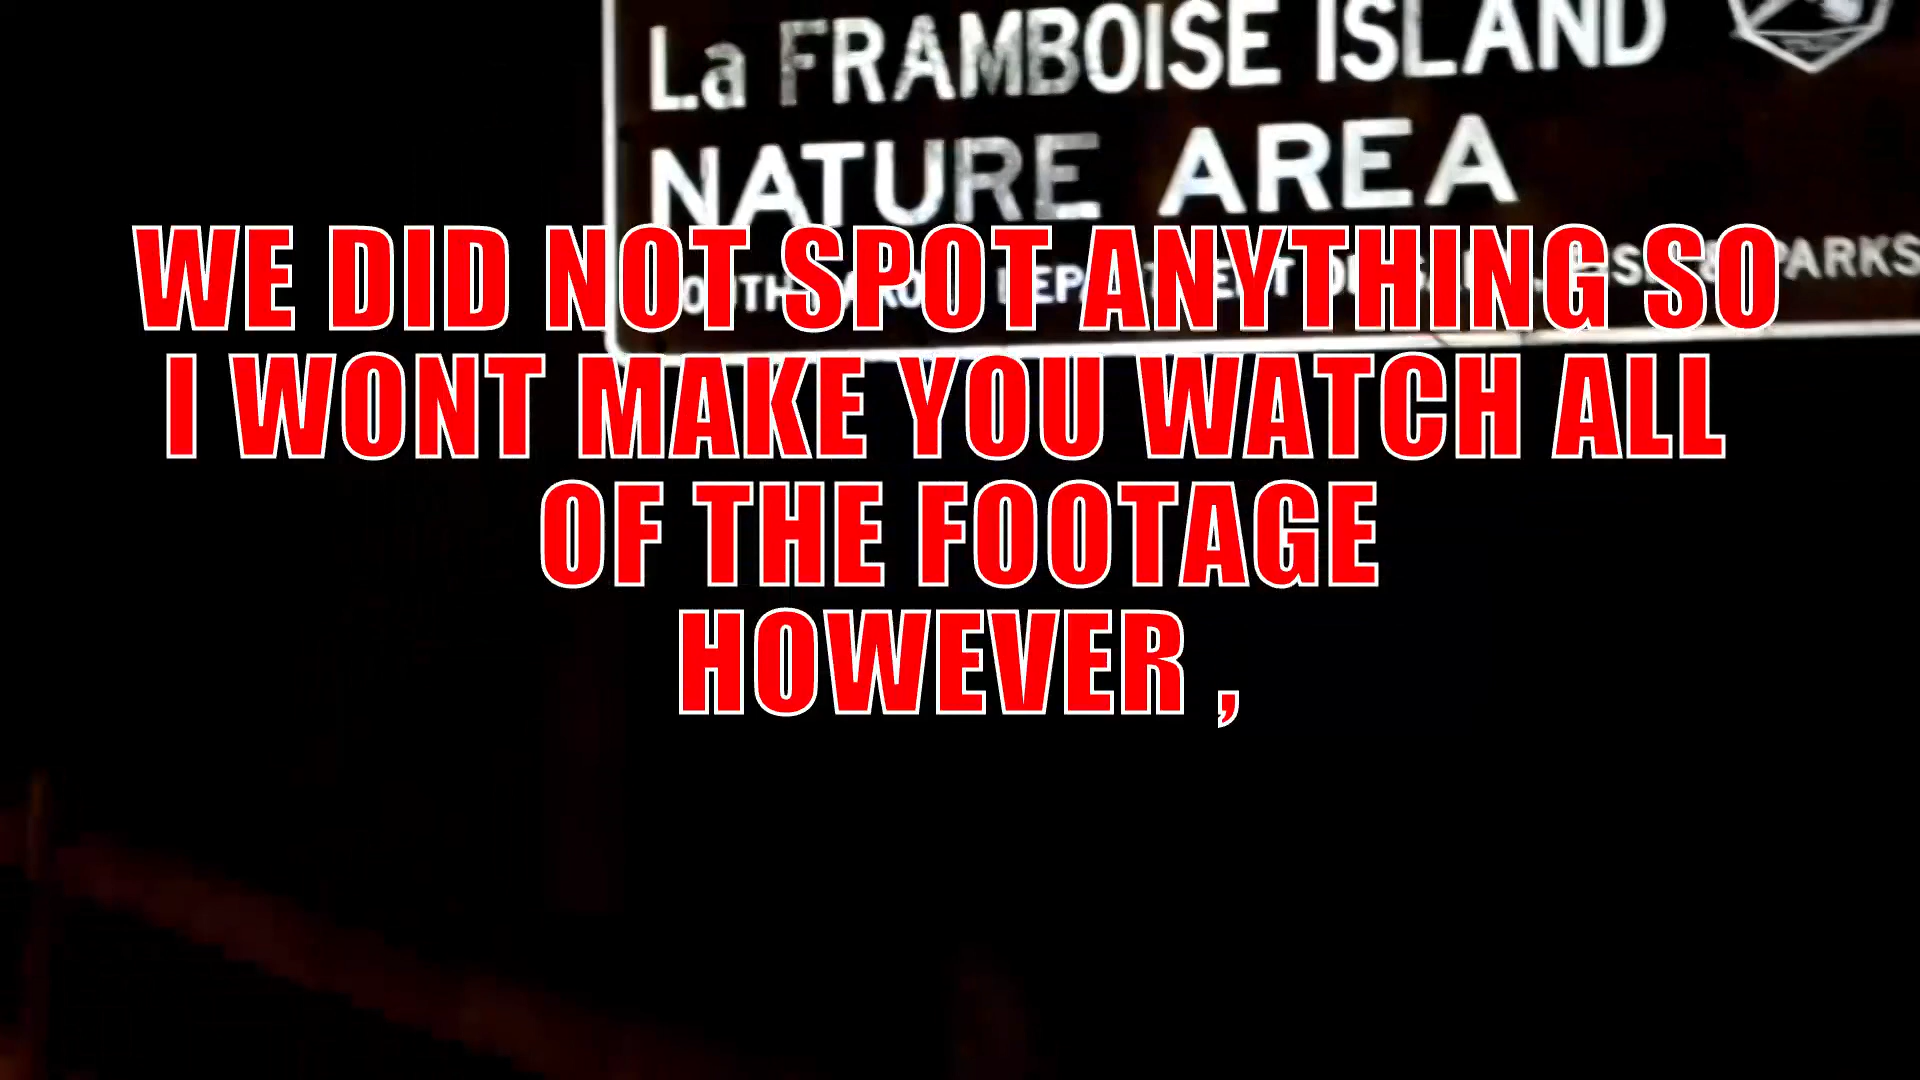 La FRAMBOISE ISLAND
NATURE AREA
PARKS
WE DID NOT SPOT ANYTHING SO
I WONT MAKE YOU WATCH ALL
OF THE FOOTAGE
HOWEVER ,